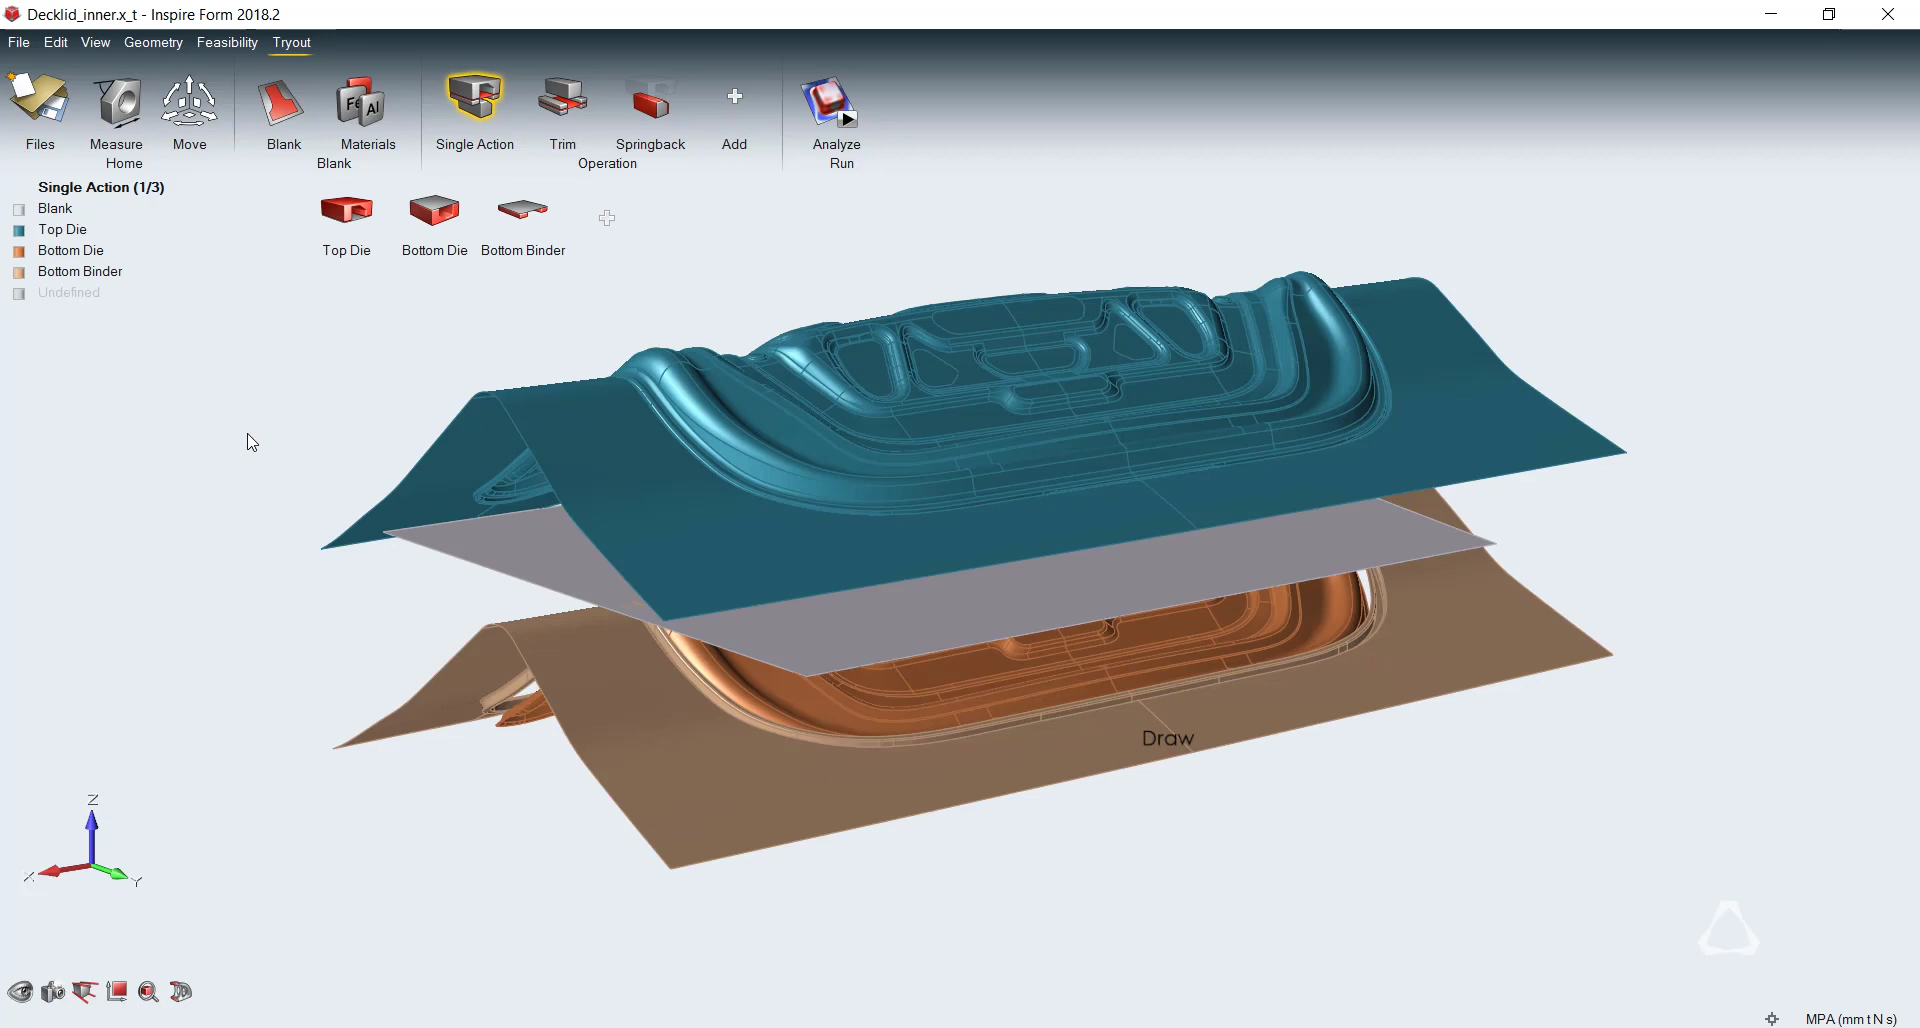 Decklid_inner.x_t - Inspire Form 2018.2
File Edit View Geometry Feasibility Tryout
Fe Al
Files Measure Move Blank Materials Single Action Trim Springback Add Analyze
Home Blank Operation Run
Single Action (1/3)
Blank
Top Die
Bottom Die
Bottom Binder
Undefined
Top Die Bottom Die Bottom Binder
Draw
Z
X
Y
MPA (mm t N s)